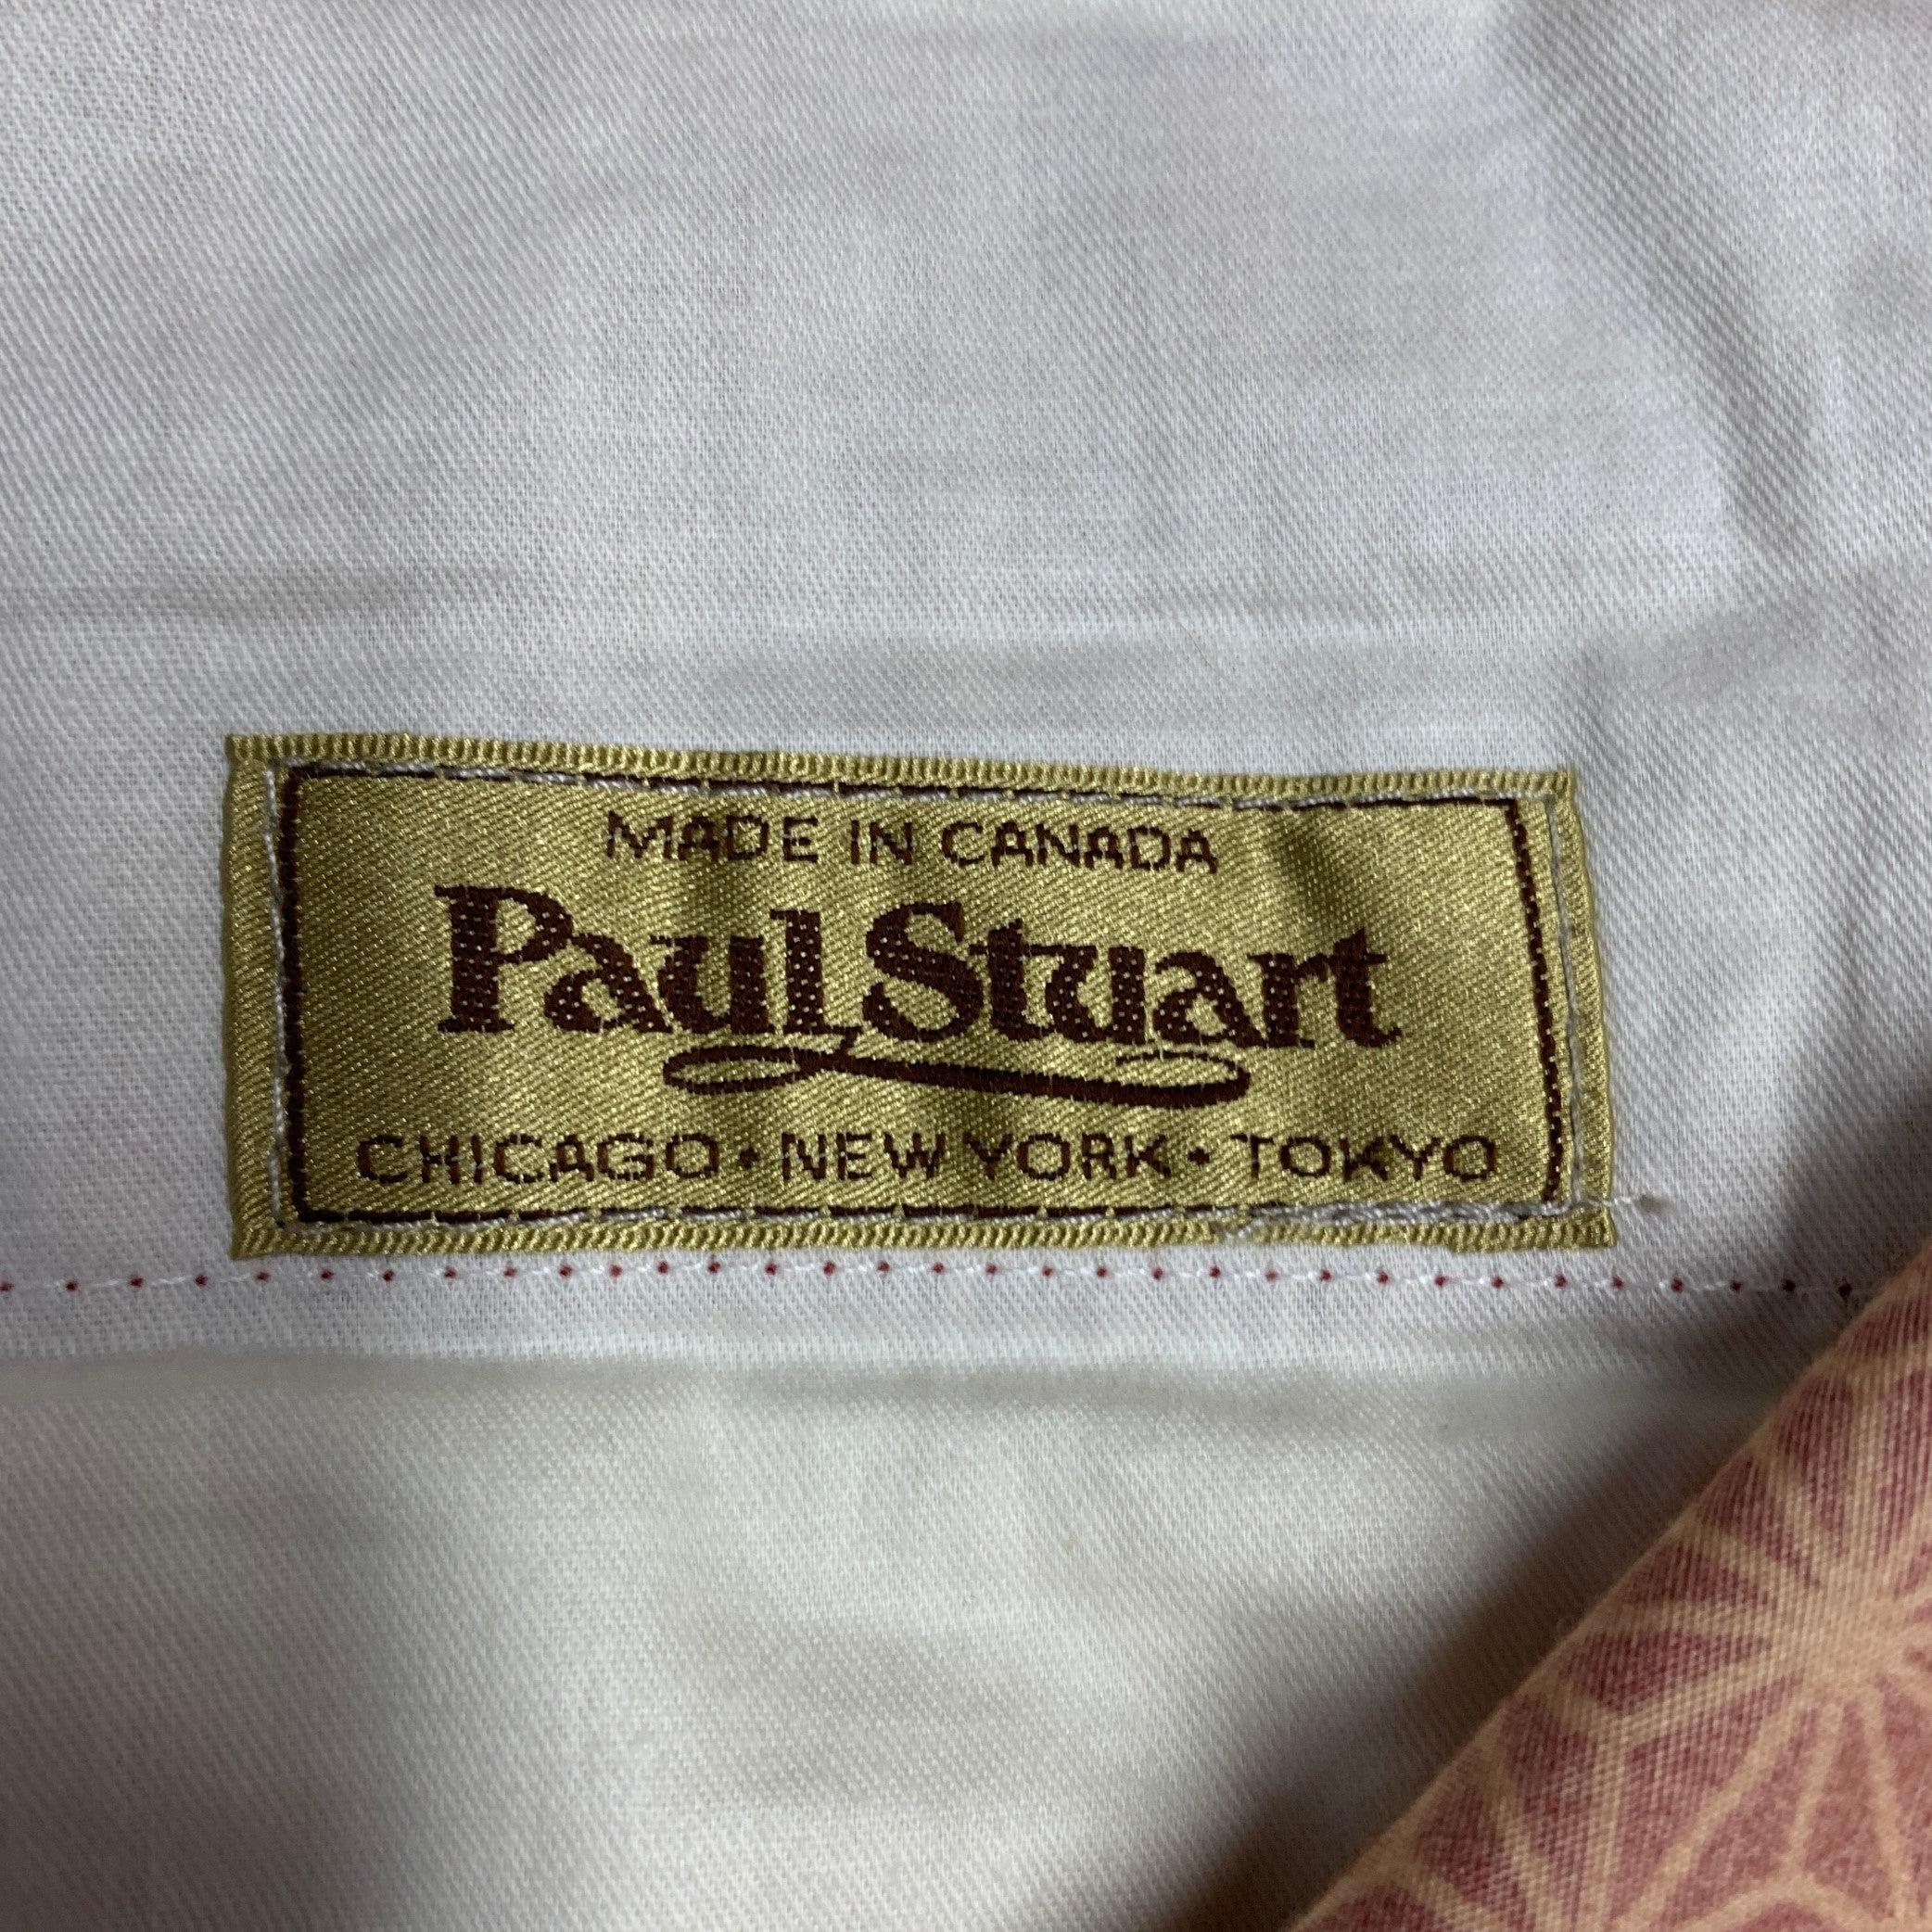 MADE IN CANADA
Paul Stuart
CHICAGO • NEW YORK • TOKYO